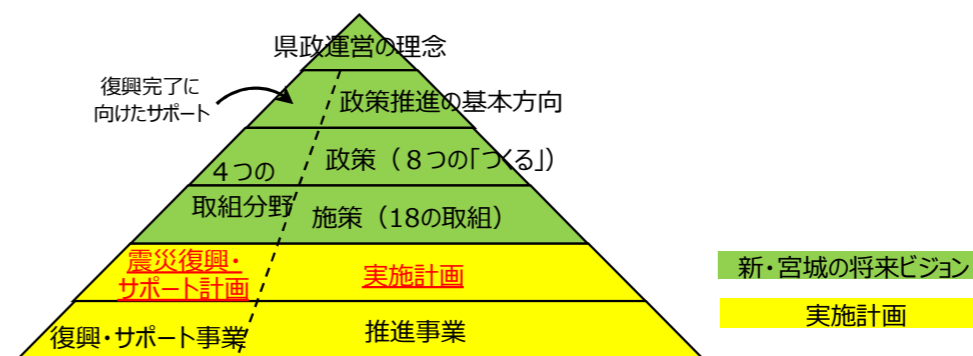 県政運営の理念
復興完了に
向けたサポート
政策推進の基本方向
政策（８つの「つくる」）
４つの
取組分野
施策（18の取組）
震災復興・
サポート計画
実施計画
復興・サポート事業
推進事業
新・宮城の将来ビジョン
実施計画